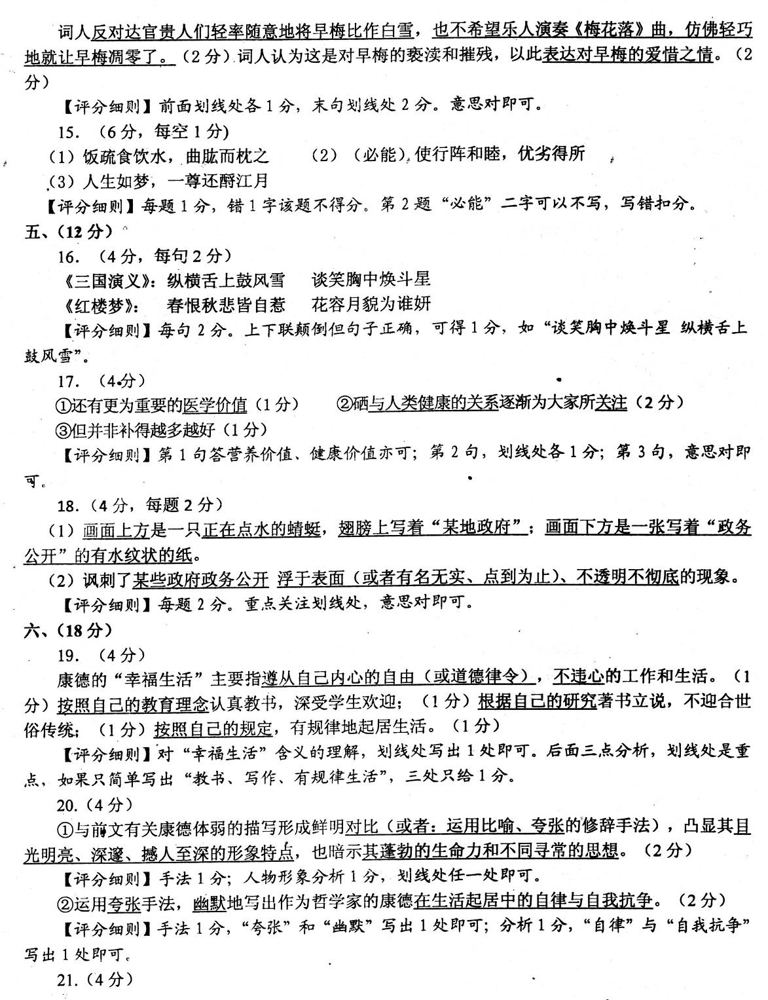 词人反对达官贵人们轻率随意地将早梅比作白雪，也不希望乐人演奏《梅花落》曲，仿佛轻巧
地就让早梅凋零了。（2分）词人认为这是对早梅的亵渎和摧残，以此表达对早梅的爱惜之情。（2
分）
【评分细则】前面划线处各1分，末句划线处2分。意思对即可。
15．（6分，每空1分)
（1）饭疏食饮水，曲肱而枕之 （2）（必能）使行阵和睦，优劣得所
（3）人生如梦，一尊还酹江月
【评分细则】每题1分，错1字该题不得分。第2题“必能”二字可以不写，写错扣分。
五、（12分）
16．（4分，每句2分）
《三国演义》：纵横舌上鼓风雪 谈笑胸中焕斗星
《红楼梦》： 春恨秋悲皆自惹 花容月貌为谁妍
【评分细则】每句2分。上下联颠倒但句子正确，可得1分，如“谈笑胸中焕斗星 纵横舌上
鼓风雪”。
17．（4分）
①还有更为重要的医学价值（1分） ②硒与人类健康的关系逐渐为大家所关注（2分）
③但并非补得越多越好（1分）
【评分细则】第1句答营养价值、健康价值亦可；第2句，划线处各1分；第3句，意思对即
可。
18.（4分，每题2分）
（1）画面上方是一只正在点水的蜻蜓，翅膀上写着“某地政府”；画面下方是一张写着“政务
公开”的有水纹状的纸。
（2）讽刺了某些政府政务公开 浮于表面（或者有名无实、点到为止）、不透明不彻底的现象。
【评分细则】每题2分。重点关注划线处，意思对即可。
六、（18分）
19．（4分）
康德的“幸福生活”主要指遵从自己内心的自由（或道德律令），不违心的工作和生活。（1
分）按照自己的教育理念认真教书，深受学生欢迎；（1分）根据自己的研究著书立说，不迎合世
俗传统；（1分）按照自己的规定，有规律地起居生活。（1分）
【评分细则】对“幸福生活”含义的理解，划线处写出1处即可。后面三点分析，划线处是重
点，如果只简单写出“教书、写作、有规律生活”，三处只给1分。
20.（4分）
①与前文有关康德体弱的描写形成鲜明对比（或者：运用比喻、夸张的修辞手法），凸显其目
光明亮、深邃、撼人至深的形象特点，也暗示其蓬勃的生命力和不同寻常的思想。（2分）
【评分细则】手法1分；人物形象分析1分，划线处任一处即可。
②运用夸张手法，幽默地写出作为哲学家的康德在生活起居中的自律与自我抗争。（2分）
【评分细则】手法1分，“夸张”和“幽默”写出1处即可；分析1分，“自律”与“自我抗争”
写出1处即可。
21.（4分）